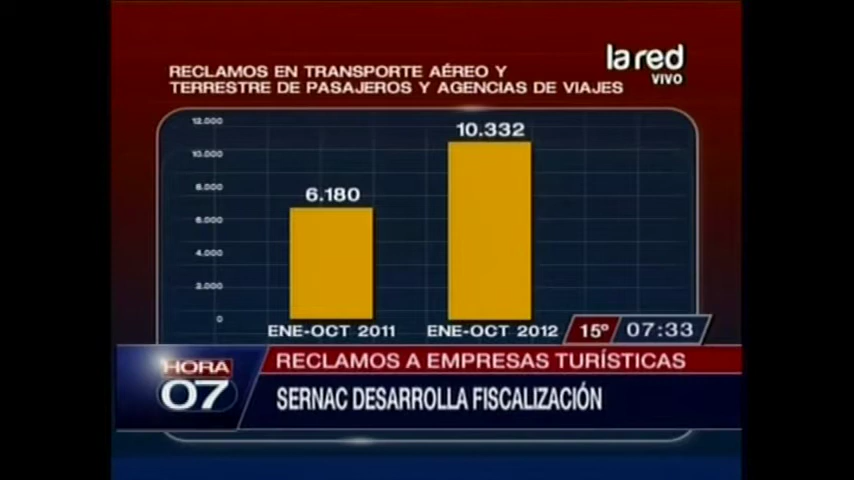 la red
VIVO
RECLAMOS EN TRANSPORTE AÉREO Y
TERRESTRE DE PASAJEROS Y AGENCIAS DE VIAJES
12.000
10.000
8.000
6.000
4.000
2.000
0
6.180
10.332
ENE-OCT 2011
ENE-OCT 2012
15º
07:33
HORA
07
RECLAMOS A EMPRESAS TURÍSTICAS
SERNAC DESARROLLA FISCALIZACIÓN